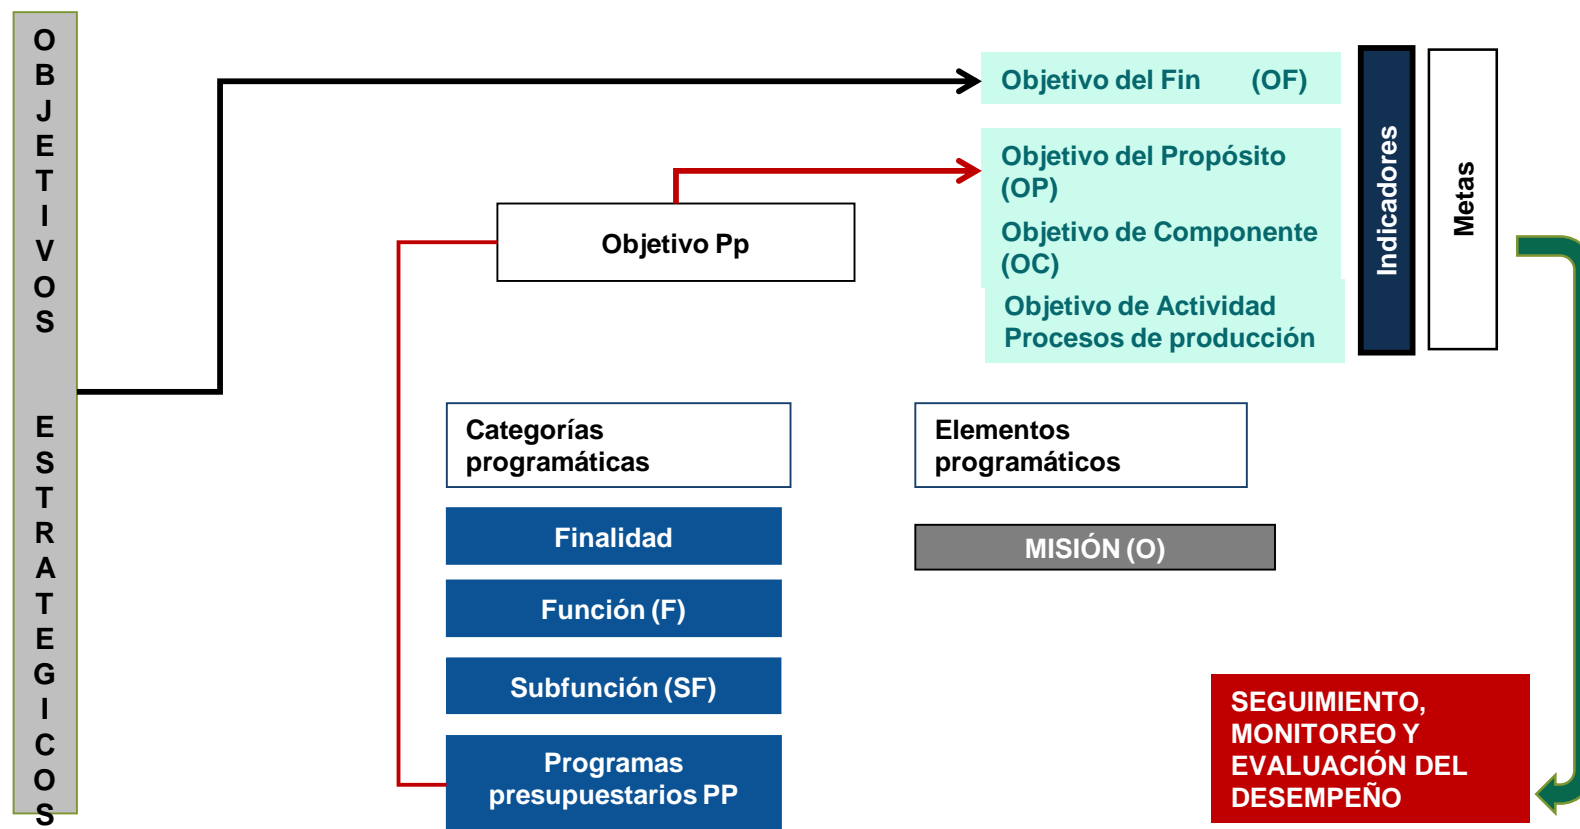 OBJETIVOS ESTRATEGICOS
Objetivo del Fin (OF)
Objetivo del Propósito
(OP)
Objetivo de Componente
(OC)
Objetivo de Actividad
Procesos de producción
Indicadores
Metas
Objetivo Pp
Categorías
programáticas
Elementos
programáticos
Finalidad
MISIÓN (O)
Función (F)
Subfunción (SF)
Programas
presupuestarios PP
SEGUIMIENTO,
MONITOREO Y
EVALUACIÓN DEL
DESEMPEÑO